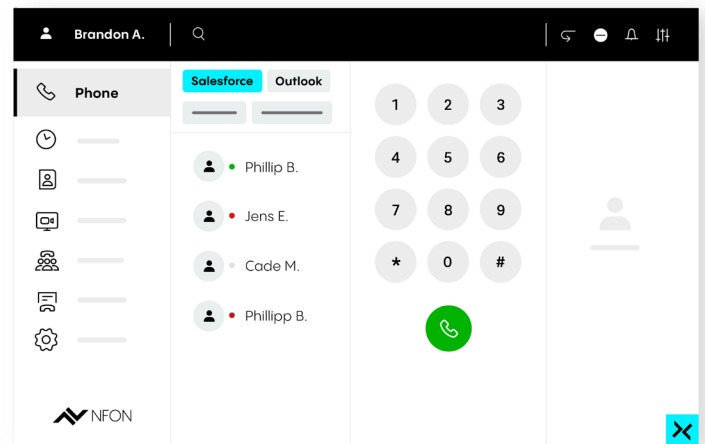 Brandon A.
Phone
Salesforce Outlook
Phillip B.
Jens E.
Cade M.
Phillipp B.
1 2 3
4 5 6
7 8 9
* 0 #
NFON